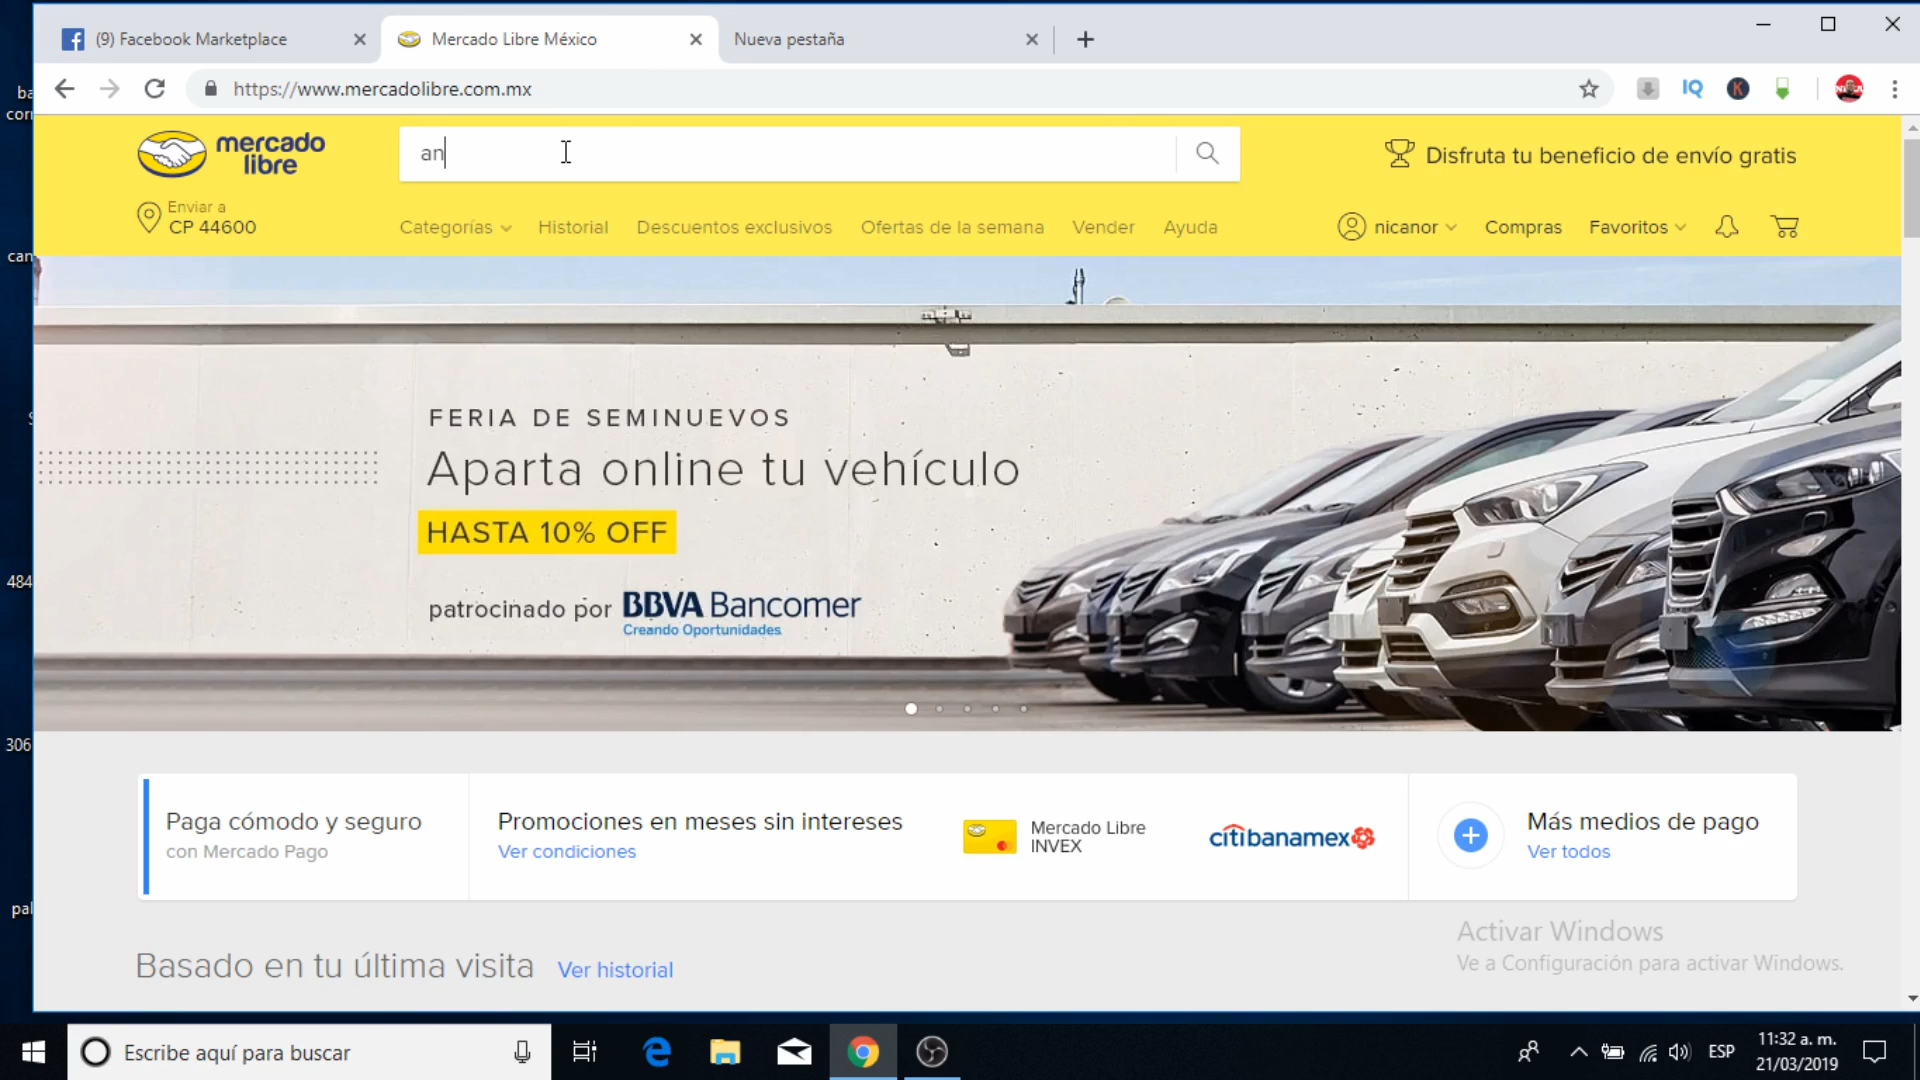 (9) Facebook Marketplace
Mercado Libre México
Nueva pestaña
https://www.mercadolibre.com.mx
IQ
K
mercado
libre
an
Disfruta tu beneficio de envío gratis
Enviar a
CP 44600
Categorías
Historial
Descuentos exclusivos
Ofertas de la semana
Vender
Ayuda
nicanor
Compras
Favoritos
FERIA DE SEMINUEVOS
Aparta online tu vehículo
HASTA 10% OFF
patrocinado por BBVA Bancomer
Creando Oportunidades.
Paga cómodo y seguro
con Mercado Pago
Promociones en meses sin intereses
Ver condiciones
Mercado Libre
INVEX
citibanamex
Más medios de pago
Ver todos
Basado en tu última visita Ver historial
Activar Windows
Ve a Configuración para activar Windows.
corr
can
484
306
pal
Escribe aquí para buscar
ESP
11:32 a. m.
21/03/2019